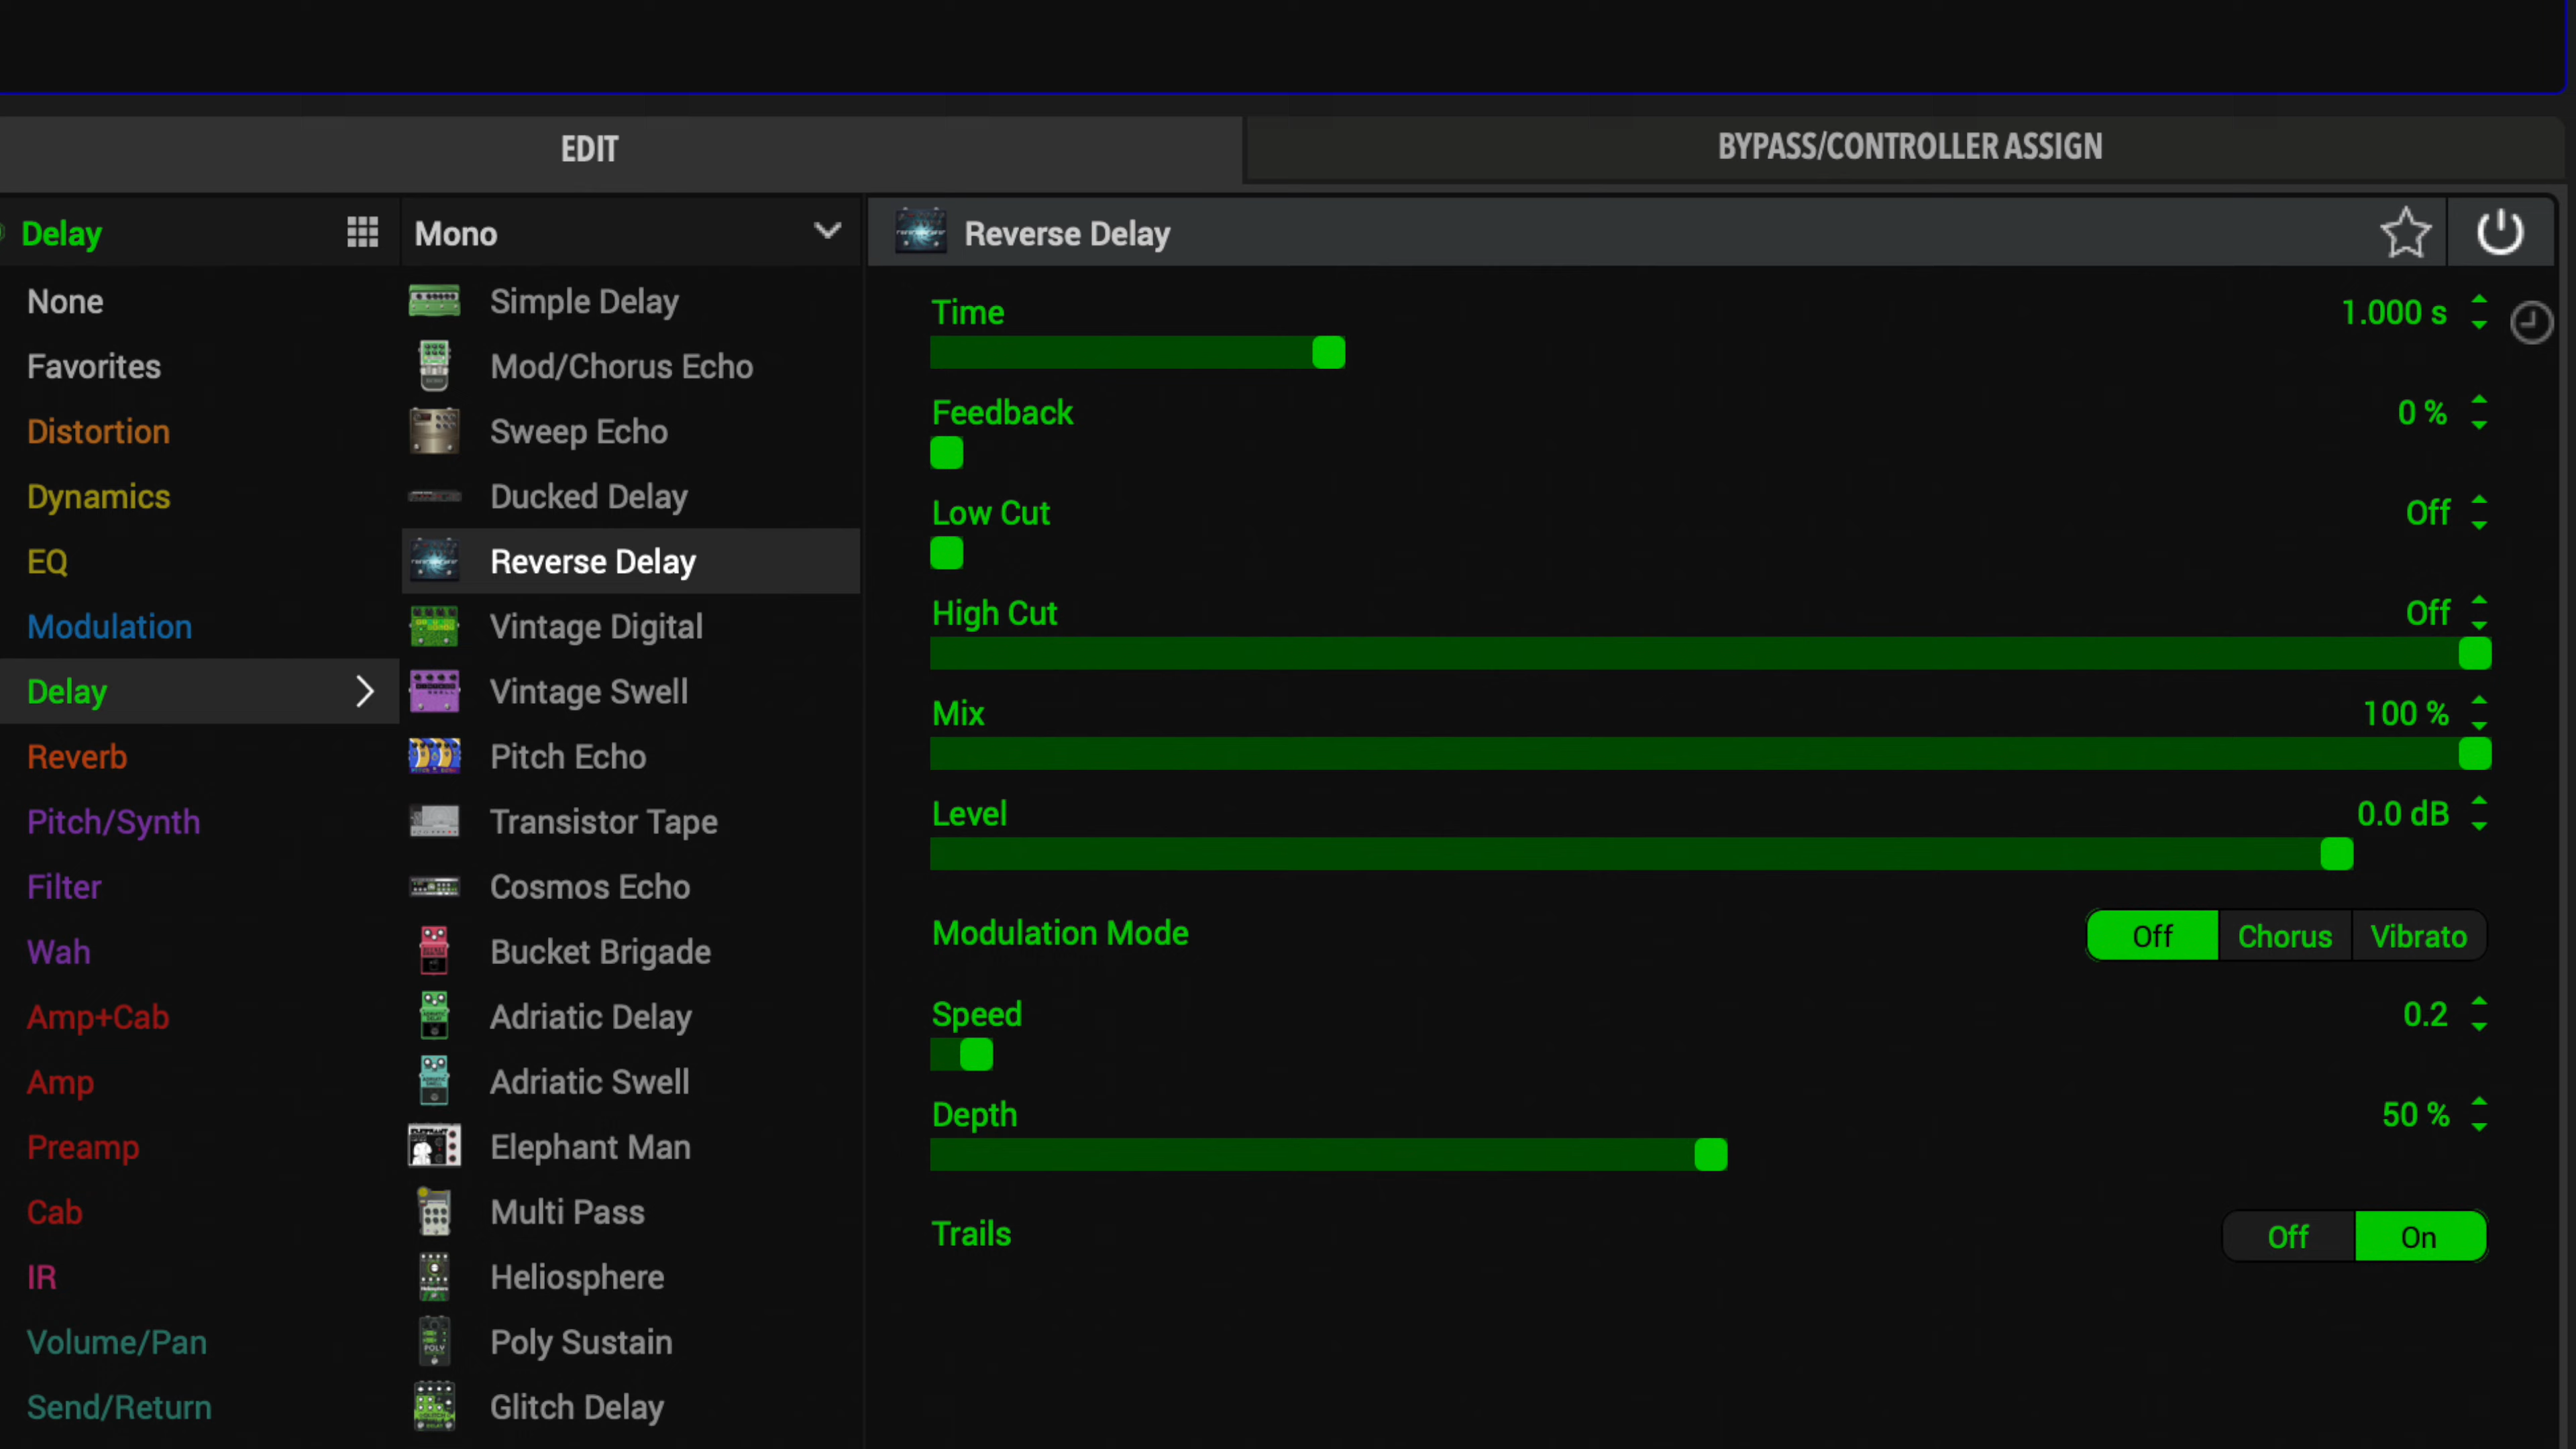 EDIT
BYPASS/CONTROLLER ASSIGN
Delay
Mono
Reverse Delay
None
Favorites
Distortion
Dynamics
EQ
Modulation
Delay
Reverb
Pitch/Synth
Filter
Wah
Amp+Cab
Amp
Preamp
Cab
IR
Volume/Pan
Send/Return
Simple Delay
Mod/Chorus Echo
Sweep Echo
Ducked Delay
Reverse Delay
Vintage Digital
Vintage Swell
Pitch Echo
Transistor Tape
Cosmos Echo
Bucket Brigade
Adriatic Delay
Adriatic Swell
Elephant Man
Multi Pass
Heliosphere
Poly Sustain
Glitch Delay
Time 1.000 s
Feedback 0 %
Low Cut Off
High Cut Off
Mix 100 %
Level 0.0 dB
Modulation Mode Off Chorus Vibrato
Speed 0.2
Depth 50 %
Trails Off On